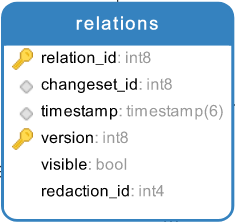 relations
relation_id: int8
changeset_id: int8
timestamp: timestamp(6)
version: int8
visible: bool
redaction_id: int4